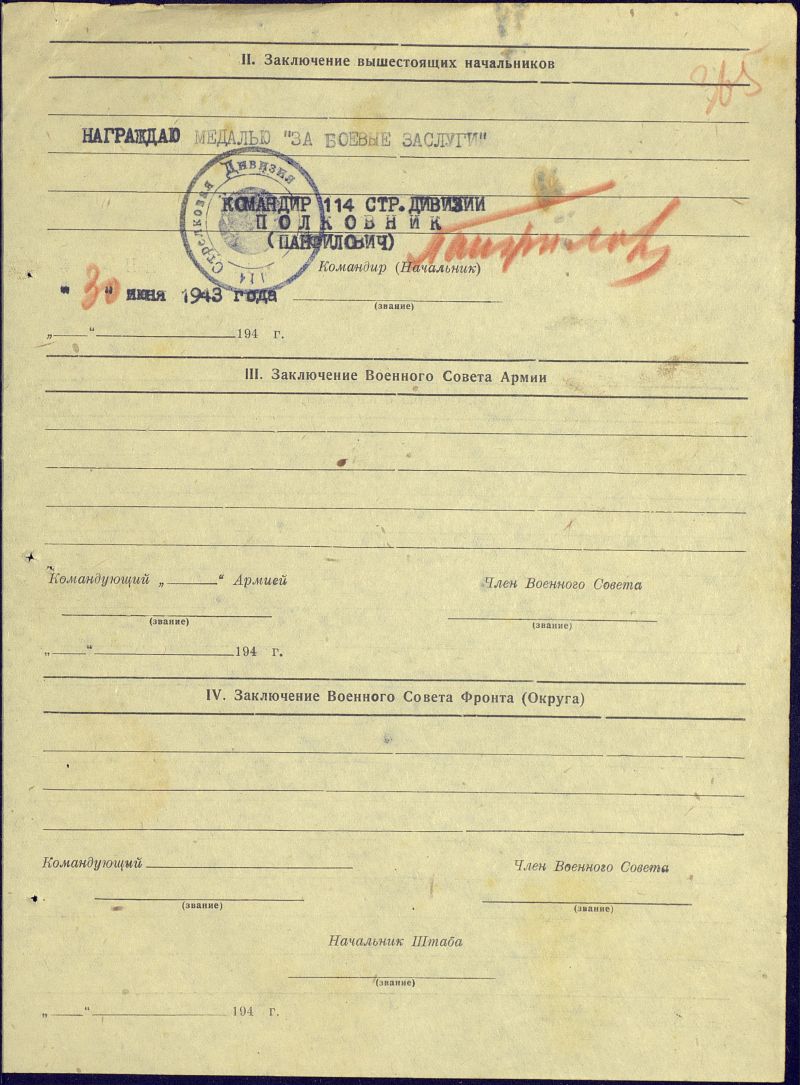 II. Заключение вышестоящих начальников
365
НАГРАЖДАЮ МЕДАЛЬЮ "ЗА БОЕВЫЕ ЗАСЛУГИ"
114 Стрелковая Дивизия
КОМАНДИР 114 СТР.ДИВИЗИИ
ПОЛКОВНИК
(ПАНФИЛОВИЧ)
Командир (Начальник)
" 30 " июня 1943 года
(звание)
„ “ 194 г.
III. Заключение Военного Совета Армии
Командующий „ “ Армией Член Военного Совета
(звание) (звание)
„ “ 194 г.
IV. Заключение Военного Совета Фронта (Округа)
Командующий Член Военного Совета
(звание) (звание)
Начальник Штаба
(звание)
„ “ 194 г.